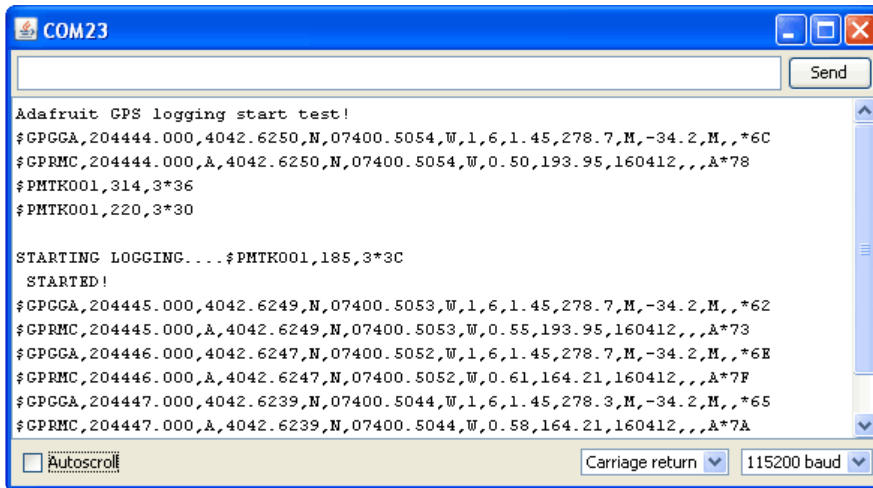 COM23
Send
Adafruit GPS logging start test!
$GPGGA,204444.000,4042.6250,N,07400.5054,W,1,6,1.45,278.7,M,-34.2,M,,*6C
$GPRMC,204444.000,A,4042.6250,N,07400.5054,W,0.50,193.95,160412,,,A*78
$PMTK001,314,3*36
$PMTK001,220,3*30
STARTING LOGGING....$PMTK001,185,3*3C
STARTED!
$GPGGA,204445.000,4042.6249,N,07400.5053,W,1,6,1.45,278.7,M,-34.2,M,,*62
$GPRMC,204445.000,A,4042.6249,N,07400.5053,W,0.55,193.95,160412,,,A*73
$GPGGA,204446.000,4042.6247,N,07400.5052,W,1,6,1.45,278.7,M,-34.2,M,,*6E
$GPRMC,204446.000,A,4042.6247,N,07400.5052,W,0.61,164.21,160412,,,A*7F
$GPGGA,204447.000,4042.6239,N,07400.5044,W,1,6,1.45,278.3,M,-34.2,M,,*65
$GPRMC,204447.000,A,4042.6239,N,07400.5044,W,0.58,164.21,160412,,,A*7A
Autoscroll
Carriage return
115200 baud